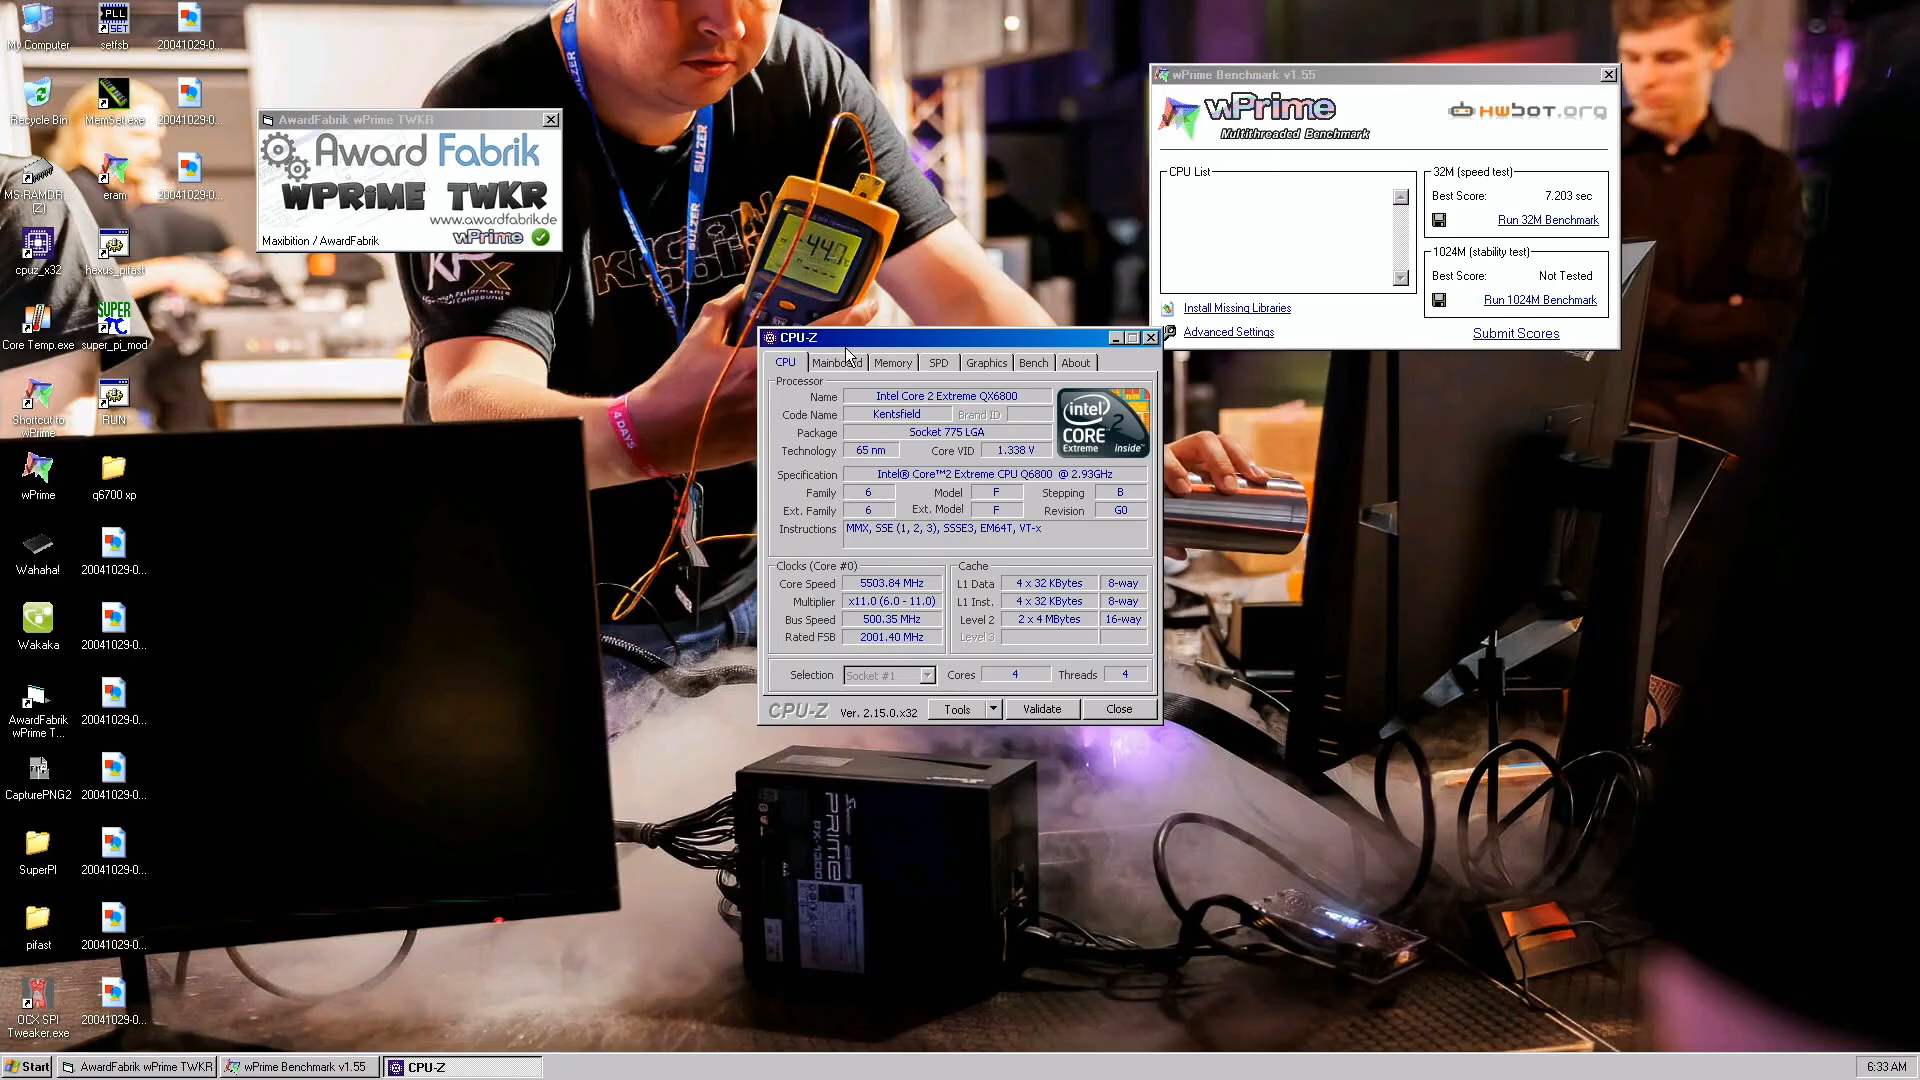 My Computer
setfsb
20041029-0...
Recycle Bin
MemSet.exe
20041029-0...
MS-RAMDR...
(Z)
eram
20041029-0...
cpuz_x32
hexus_pifast
Core Temp.exe
super_pi_mod
Shortcut to
wPrime
RUN
wPrime
q6700 xp
Wahaha!
20041029-0...
Wakaka
20041029-0...
AwardFabrik
wPrime T...
20041029-0...
CapturePNG2
20041029-0...
SuperPI
20041029-0...
pifast
20041029-0...
OCX SPI
Tweaker.exe
20041029-0...
PLL
SET
SUPER
AwardFabrik wPrime TWKR
Award Fabrik
WPRIME TWKR
www.awardfabrik.de
wPrime
Maxibition / AwardFabrik
SULZER
SULZER
4 DAYS
wPrime Benchmark v1.55
wPrime
Multithreaded Benchmark
HWBOT.org
CPU List
32M (speed test)
Best Score: 7.203 sec
Run 32M Benchmark
1024M (stability test)
Best Score: Not Tested
Run 1024M Benchmark
Install Missing Libraries
Advanced Settings
Submit Scores
CPU-Z
CPU Mainboard Memory SPD Graphics Bench About
Processor
Name Intel Core 2 Extreme QX6800
Code Name Kentsfield Brand ID
Package Socket 775 LGA
Technology 65 nm Core VID 1.338 V
intel
CORE 2
Extreme inside™
Specification Intel® Core™2 Extreme CPU Q6800 @ 2.93GHz
Family 6 Model F Stepping B
Ext. Family 6 Ext. Model F Revision G0
Instructions MMX, SSE (1, 2, 3), SSSE3, EM64T, VT-x
Clocks (Core #0)
Core Speed 5503.84 MHz
Multiplier x11.0 (6.0 - 11.0)
Bus Speed 500.35 MHz
Rated FSB 2001.40 MHz
Cache
L1 Data 4 x 32 KBytes 8-way
L1 Inst. 4 x 32 KBytes 8-way
Level 2 2 x 4 MBytes 16-way
Level 3
Selection Socket #1 Cores 4 Threads 4
CPU-Z Ver. 2.15.0.x32 Tools Validate Close
PRIME
Start
AwardFabrik wPrime TWKR
wPrime Benchmark v1.55
CPU-Z
6:33 AM